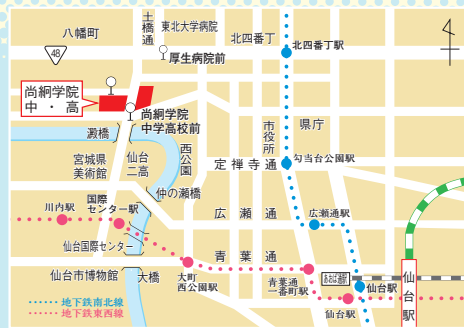 八幡町
48
土橋通
東北大学病院
厚生病院前
北四番丁
北四番丁駅
尚絅学院
中・高
尚絅学院
中学高校前
澱橋
宮城県
美術館
仙台
二高
西公園
市役所
県庁
定禅寺通
勾当台公園駅
仲の瀬橋
川内駅
国際
センター駅
広瀬通
広瀬通駅
仙台国際センター
青葉通
仙台市博物館
大橋
大町
西公園駅
青葉通
一番町駅
仙台駅
仙台駅
仙台駅
地下鉄南北線
地下鉄東西線